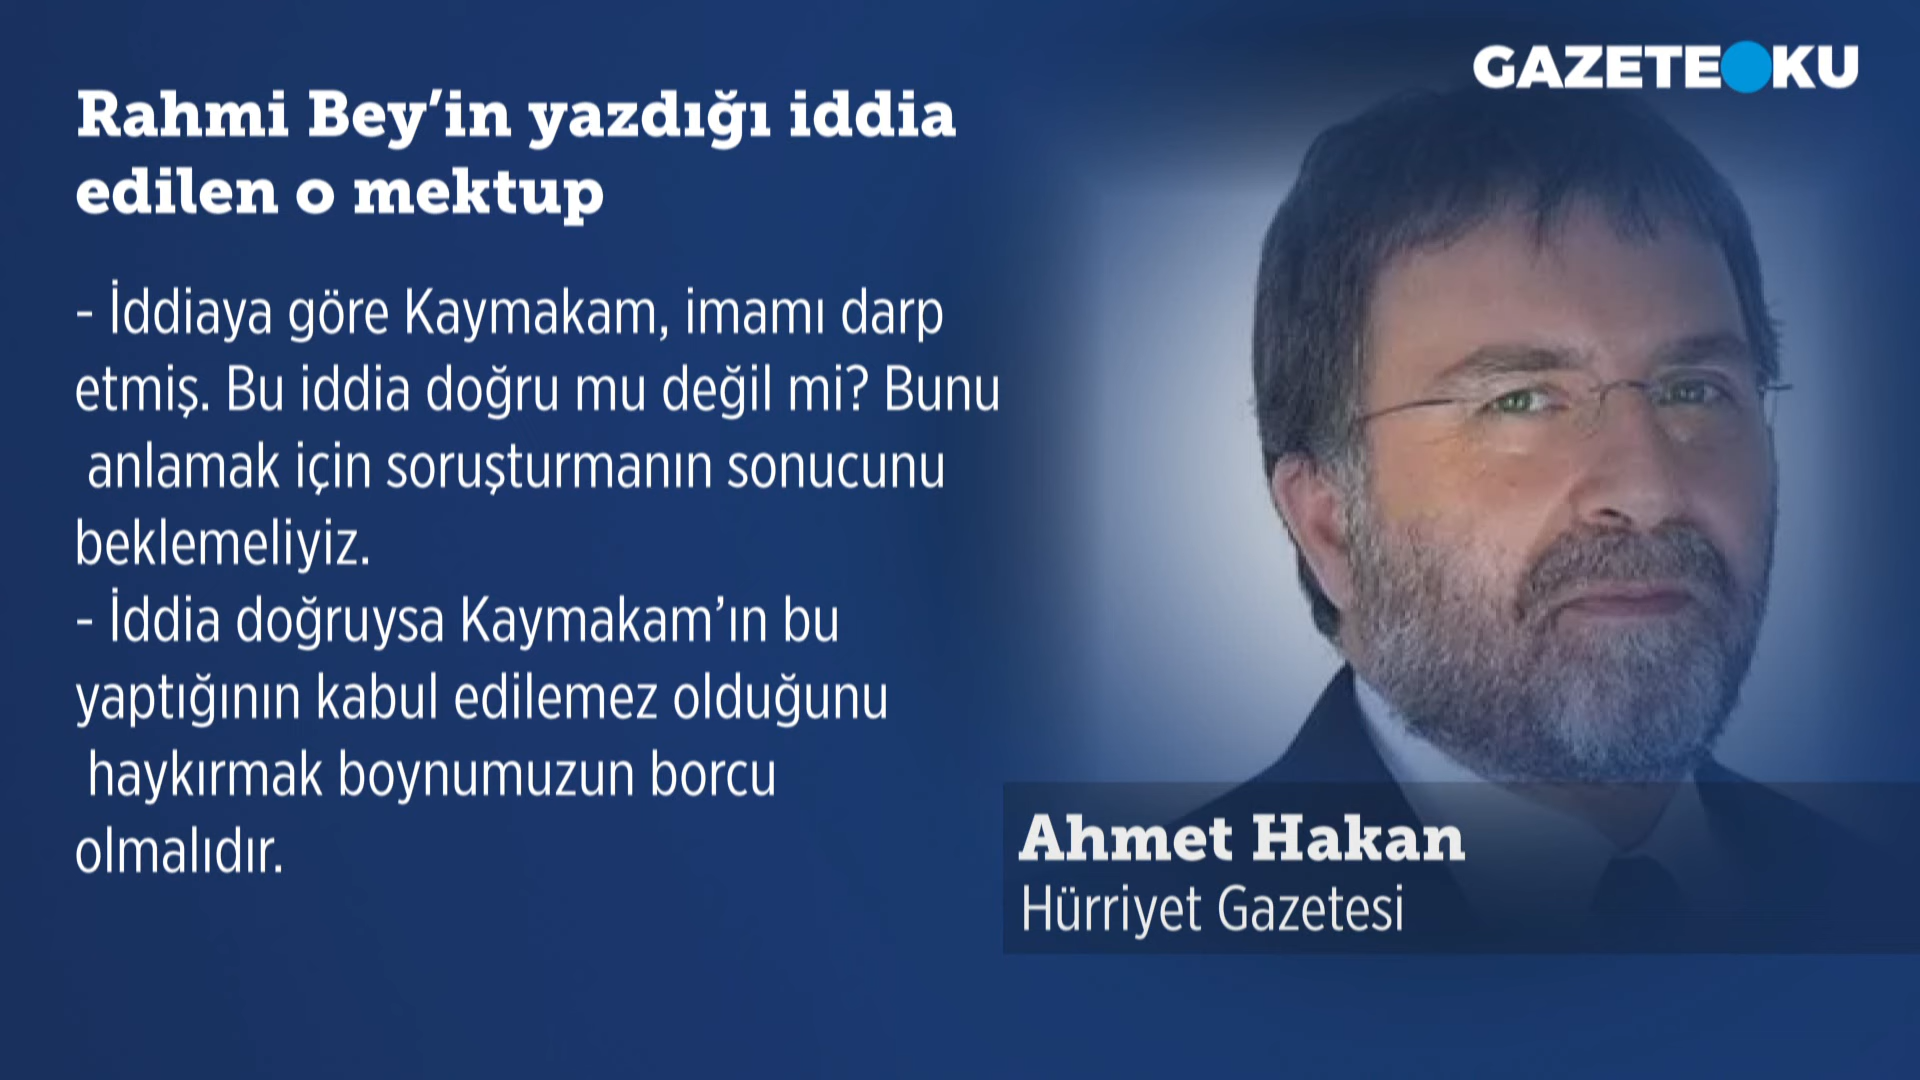 GAZETE KU
Rahmi Bey’in yazdığı iddia
edilen o mektup
- İddiaya göre Kaymakam, imamı darp
etmiş. Bu iddia doğru mu değil mi? Bunu
anlamak için soruşturmanın sonucunu
beklemeliyiz.
- İddia doğruysa Kaymakam’ın bu
yaptığının kabul edilemez olduğunu
haykırmak boynumuzun borcu
olmalıdır.
Ahmet Hakan
Hürriyet Gazetesi